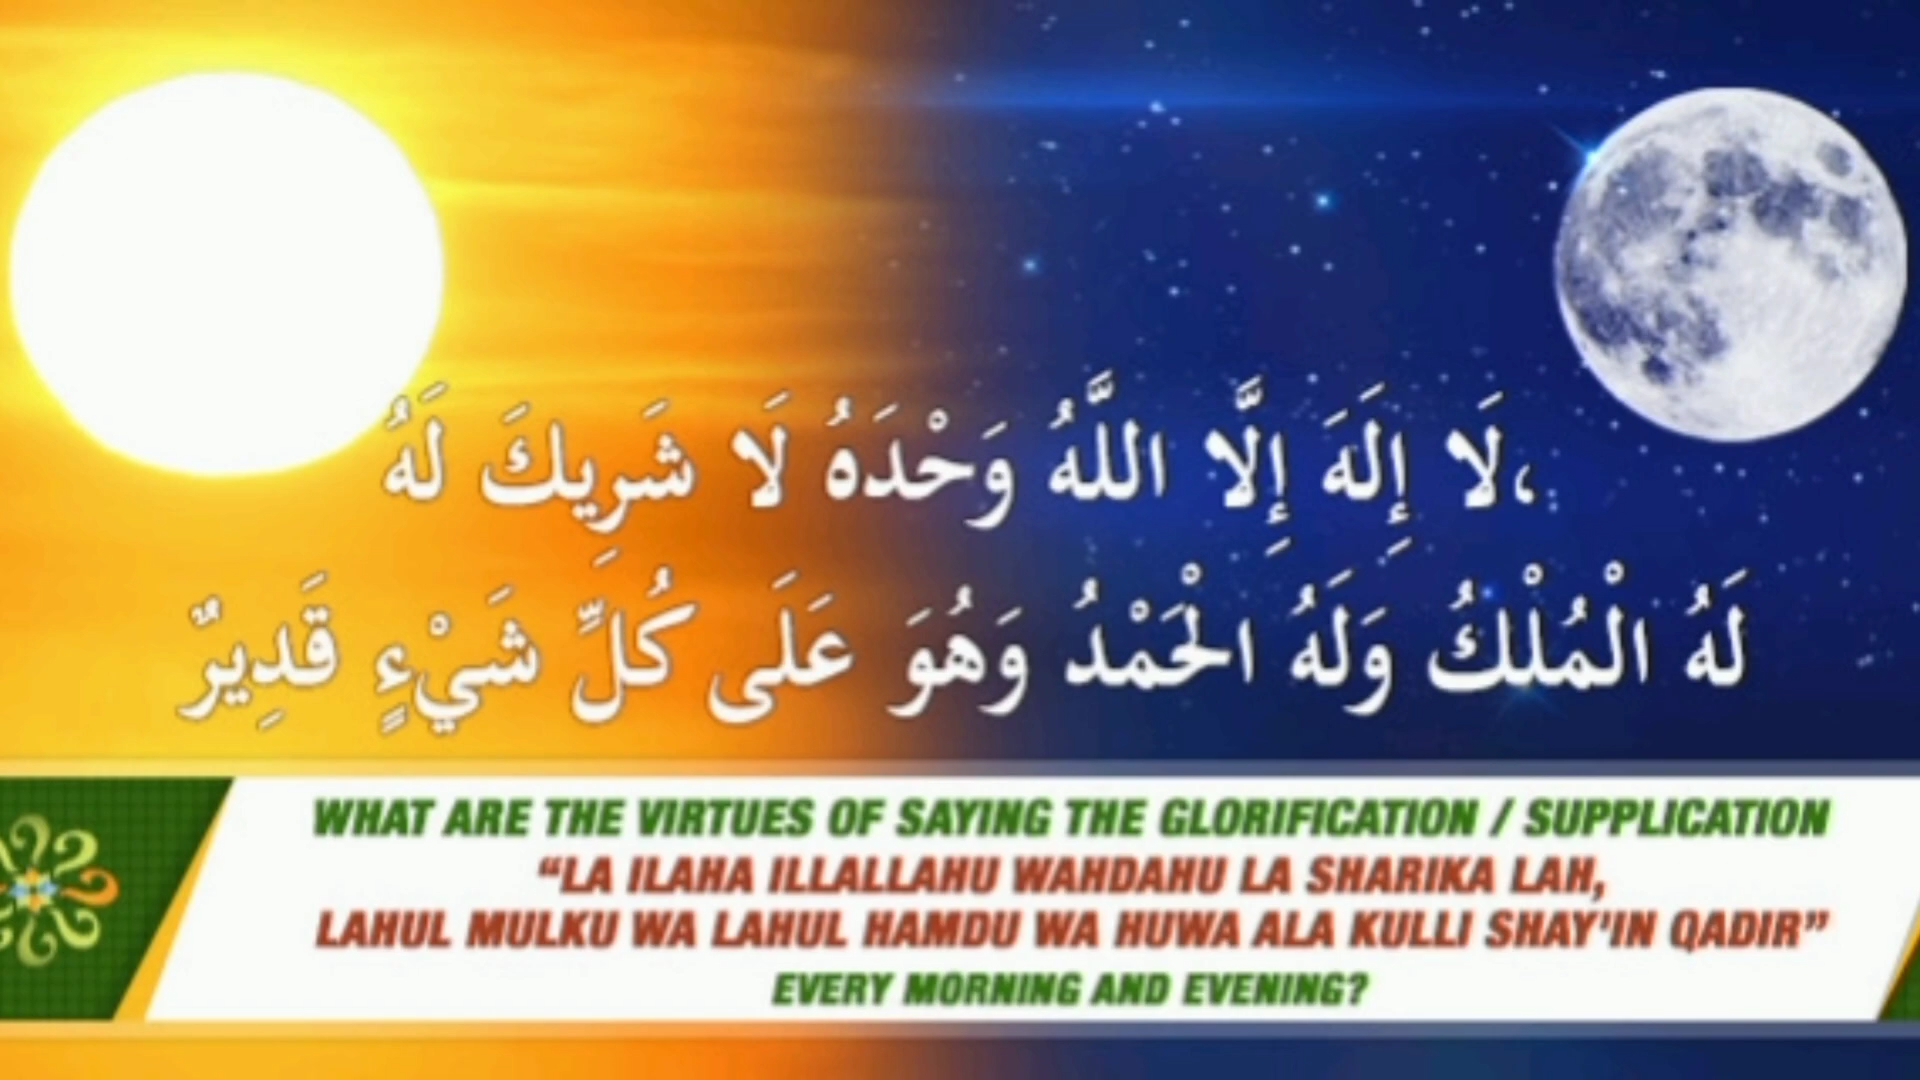 ،لَا إِلَهَ إِلَّا اللَّهُ وَحْدَهُ لَا شَرِيكَ لَهُ
لَهُ الْمُلْكُ وَلَهُ الْحَمْدُ وَهُوَ عَلَى كُلِّ شَيْءٍ قَدِيرٌ
WHAT ARE THE VIRTUES OF SAYING THE GLORIFICATION / SUPPLICATION
“LA ILAHA ILLALLAHU WAHDAHU LA SHARIKA LAH,
LAHUL MULKU WA LAHUL HAMDU WA HUWA ALA KULLI SHAY'IN QADIR”
EVERY MORNING AND EVENING?